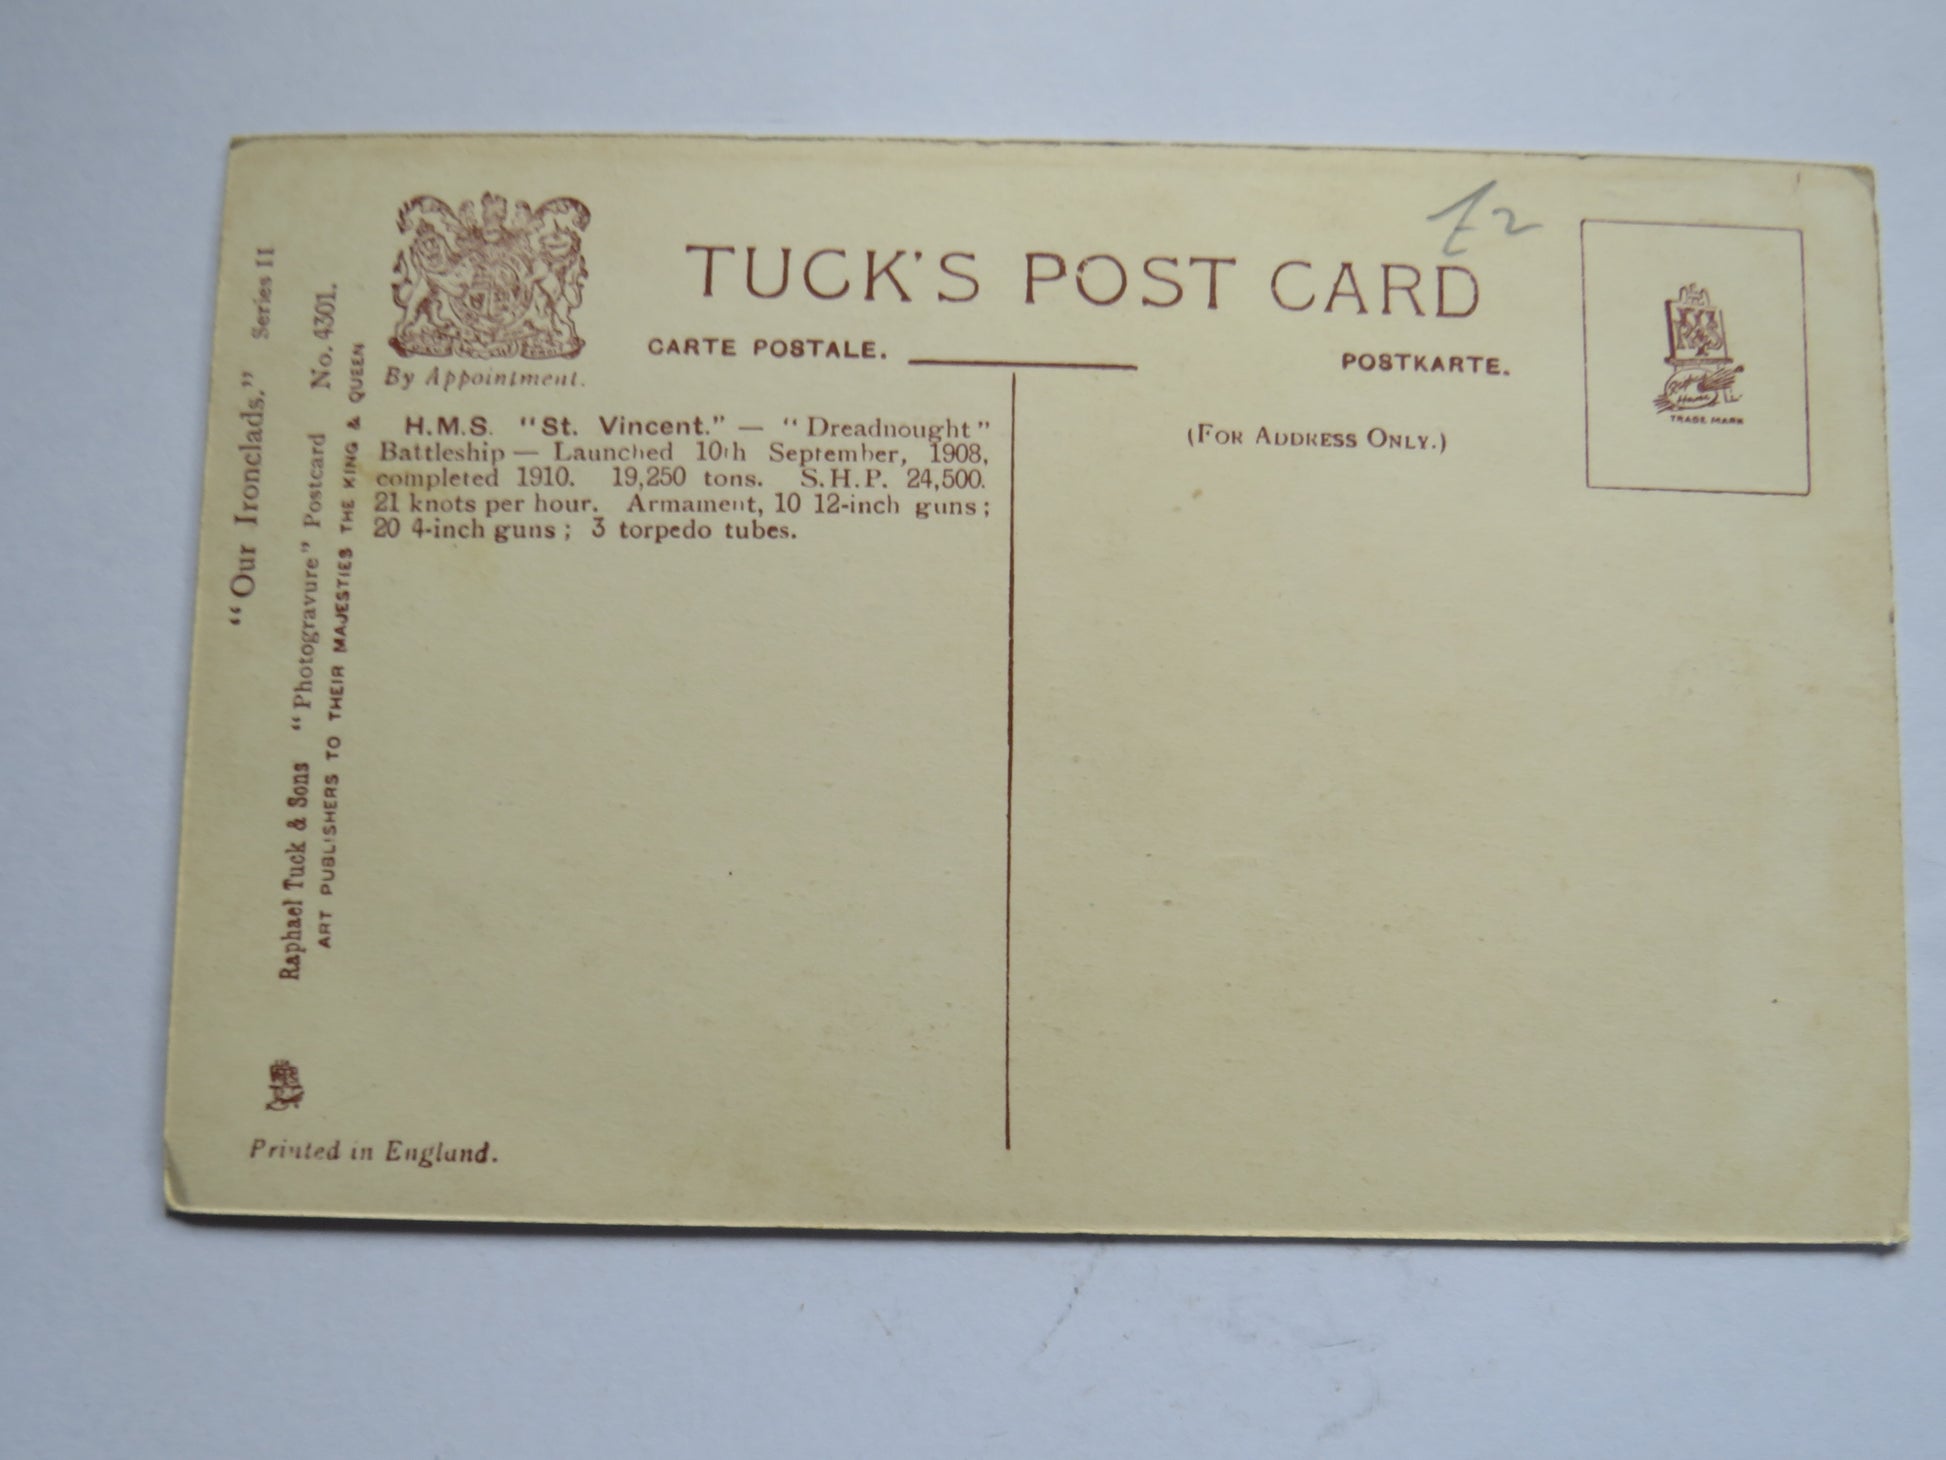 TUCK'S POST CARD
CARTE POSTALE.
POSTKARTE.
£2
By Appointment.
TRADE MARK
(FOR ADDRESS ONLY.)
H.M.S. "St. Vincent." — "Dreadnought"
Battleship — Launched 10th September, 1908,
completed 1910. 19,250 tons. S.H.P. 24,500.
21 knots per hour. Armament, 10 12-inch guns;
20 4-inch guns; 3 torpedo tubes.
"Our Ironclads." Series II
Raphael Tuck & Sons "Photogravure" Postcard No. 4301.
ART PUBLISHERS TO THEIR MAJESTIES THE KING & QUEEN
Printed in England.